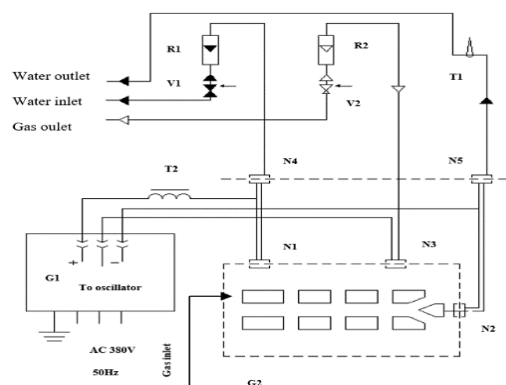 R1
R2
Water outlet
T1
V1
Water inlet
V2
Gas oulet
T2
N4
N5
N1
N3
G1
+
−
To oscillator
N2
AC 380V
50Hz
Gas inlet
G2